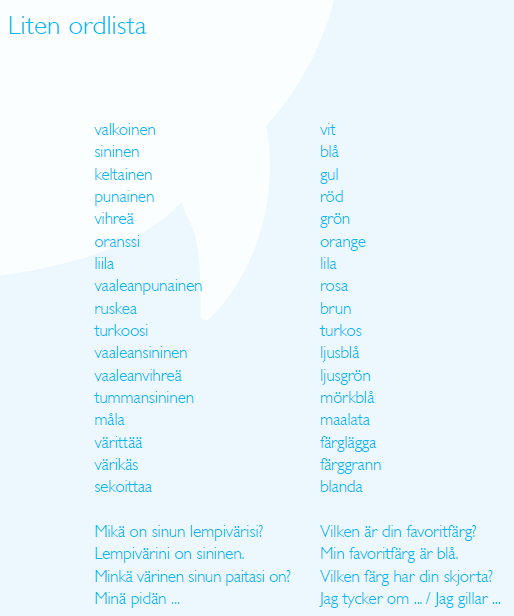 Liten ordlista
valkoinen vit
sininen blå
keltainen gul
punainen röd
vihreä grön
oranssi orange
liila lila
vaaleanpunainen rosa
ruskea brun
turkoosi turkos
vaaleansininen ljusblå
vaaleanvihreä ljusgrön
tummansininen mörkblå
måla maalata
värittää färglägga
värikäs färggrann
sekoittaa blanda
Mikä on sinun lempivärisi? Vilken är din favoritfärg?
Lempivärini on sininen. Min favoritfärg är blå.
Minkä värinen sinun paitasi on? Vilken färg har din skjorta?
Minä pidän ... Jag tycker om ... / Jag gillar ...